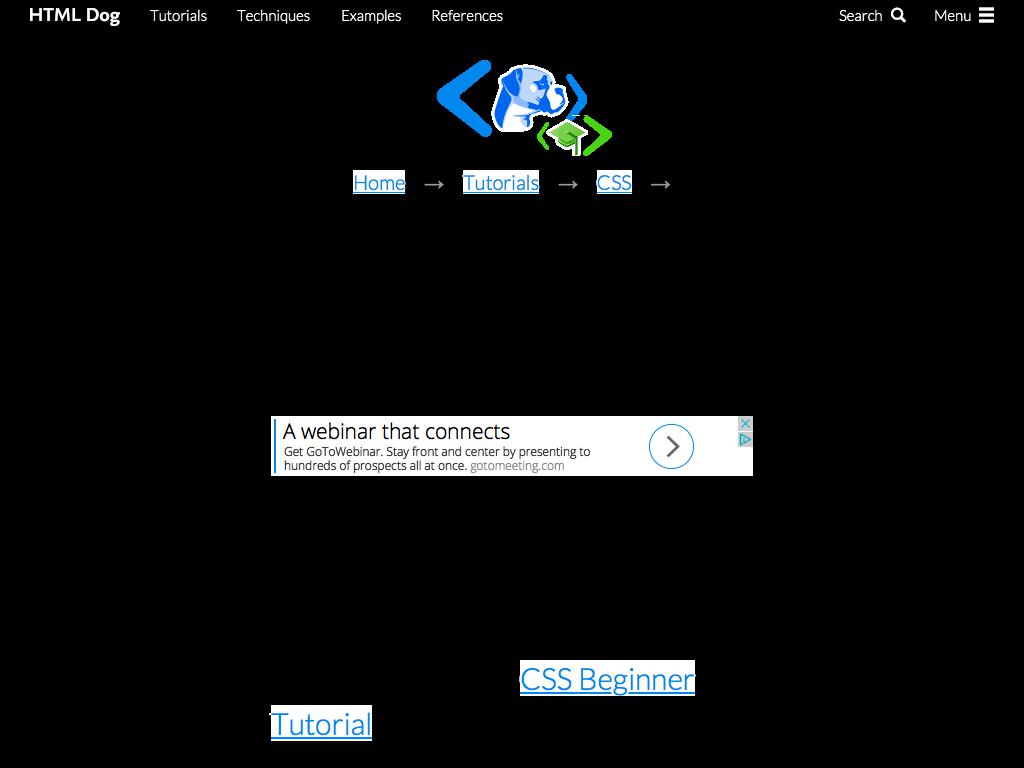 HTML Dog Tutorials Techniques Examples References Search Menu
Home → Tutorials → CSS →
A webinar that connects
Get GoToWebinar. Stay front and center by presenting to
hundreds of prospects all at once. gotomeeting.com
CSS Beginner
Tutorial